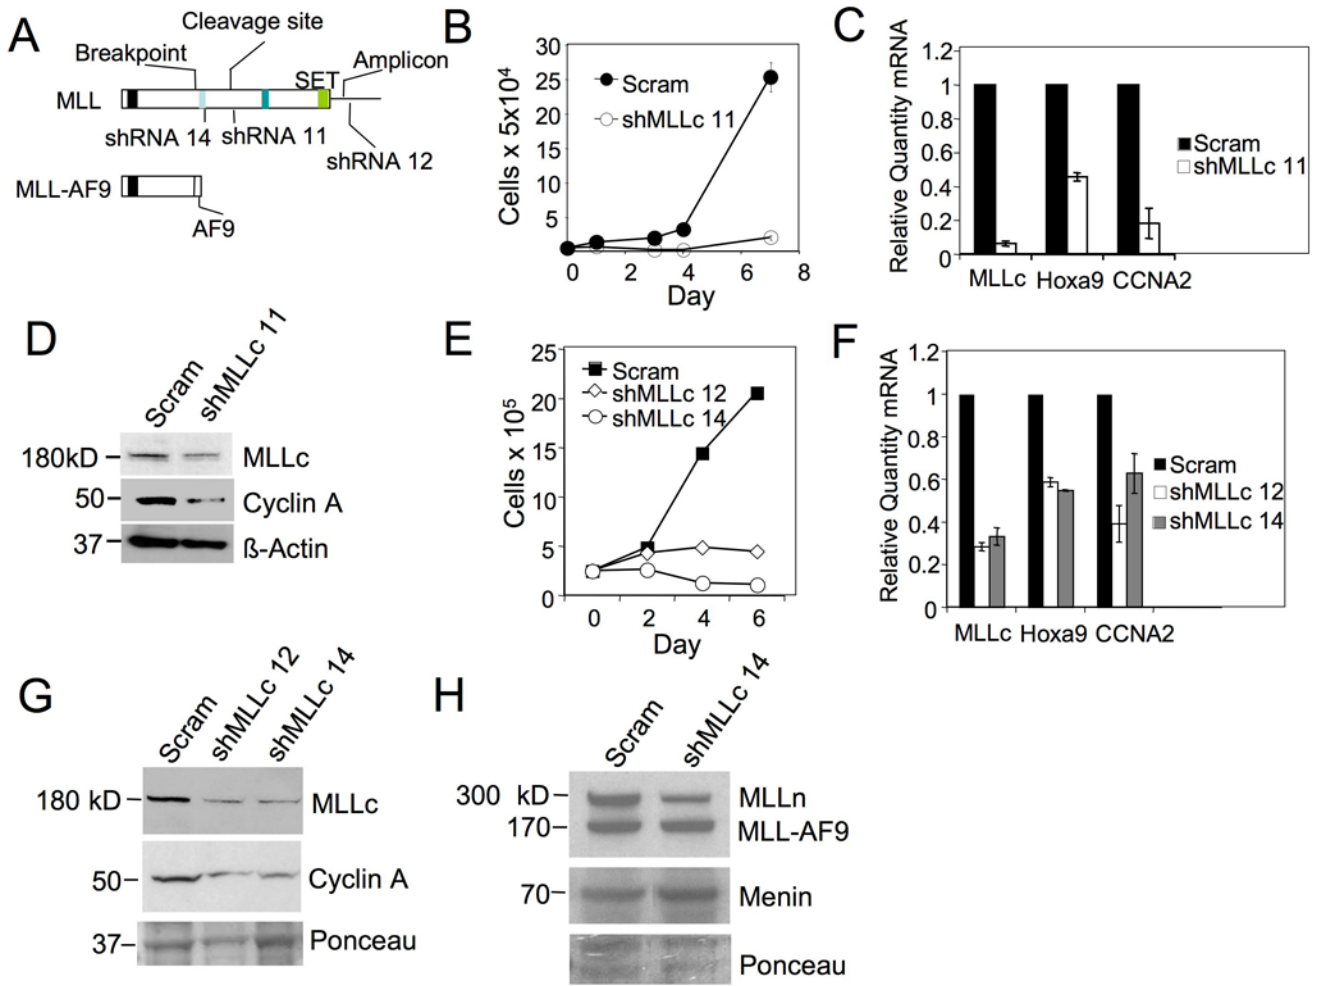 A
Cleavage site
Breakpoint
Amplicon
SET
MLL
shRNA 14
shRNA 11
shRNA 12
MLL-AF9
AF9
B
Cells x 5x10⁴
30
25
20
15
10
5
Scram
shMLLc 11
0 2 4 6 8
Day
C
Relative Quantity mRNA
1.2
1
0.8
0.6
0.4
0.2
0
Scram
shMLLc 11
MLLc Hoxa9 CCNA2
D
Scram
shMLLc 11
180kD
MLLc
50
Cyclin A
37
ß-Actin
E
Cells x 10⁵
25
20
15
10
5
0
Scram
shMLLc 12
shMLLc 14
0 2 4 6
Day
F
Relative Quantity mRNA
1.2
1
0.8
0.6
0.4
0.2
0
Scram
shMLLc 12
shMLLc 14
MLLc Hoxa9 CCNA2
G
Scram
shMLLc 12
shMLLc 14
180 kD
MLLc
50
Cyclin A
37
Ponceau
H
Scram
shMLLc 14
300 kD
MLLn
170
MLL-AF9
70
Menin
Ponceau